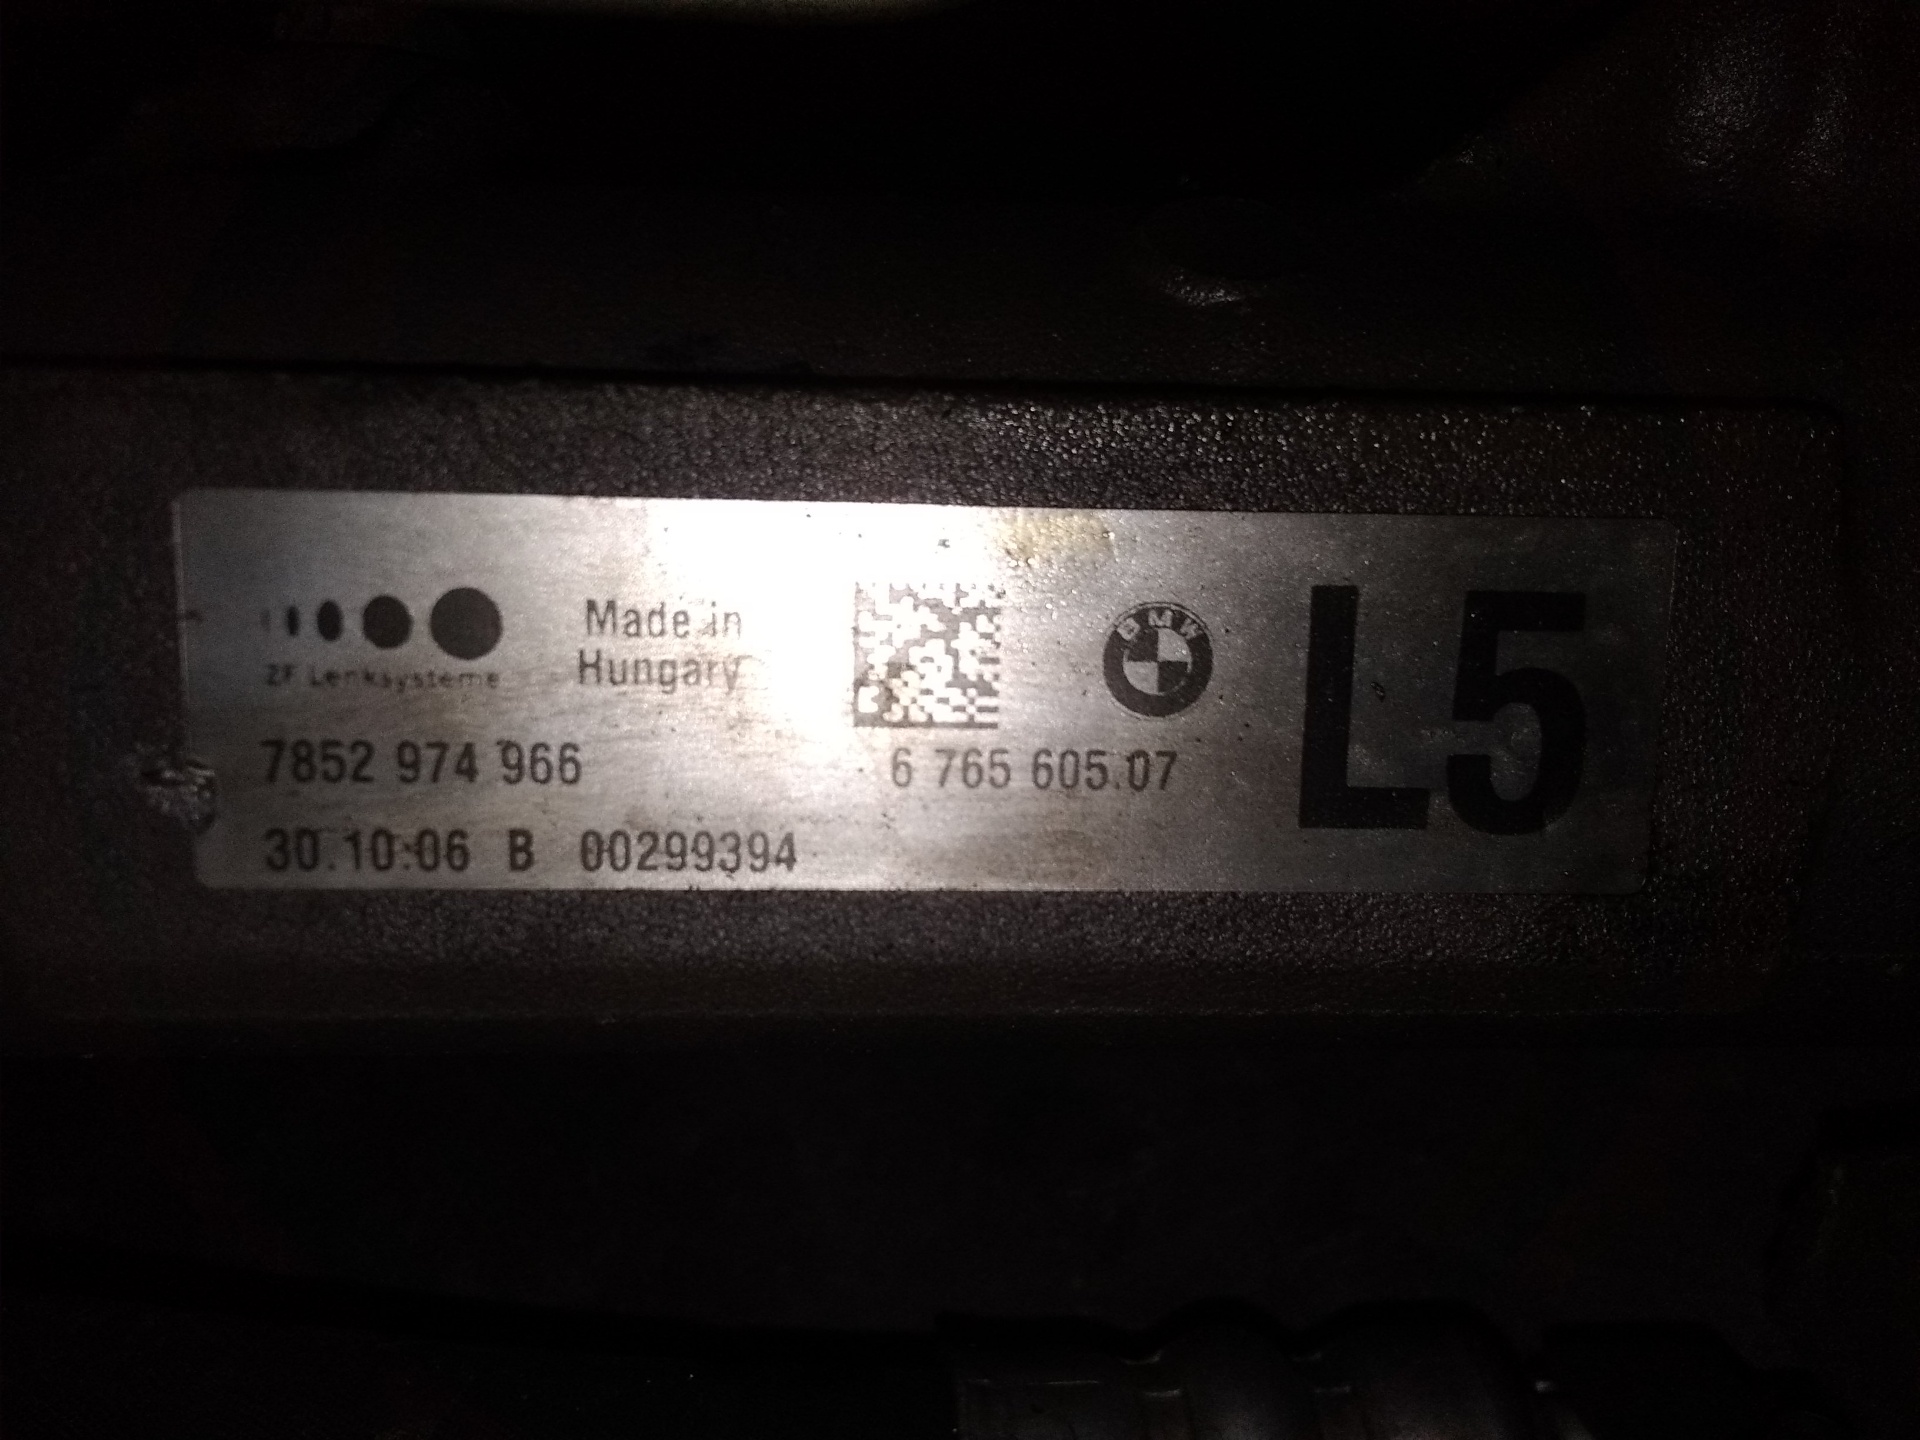 ZF Lenksysteme
Made in
Hungary
BMW
L5
7852 974 966
6 765 605.07
30.10.06 B 00299394